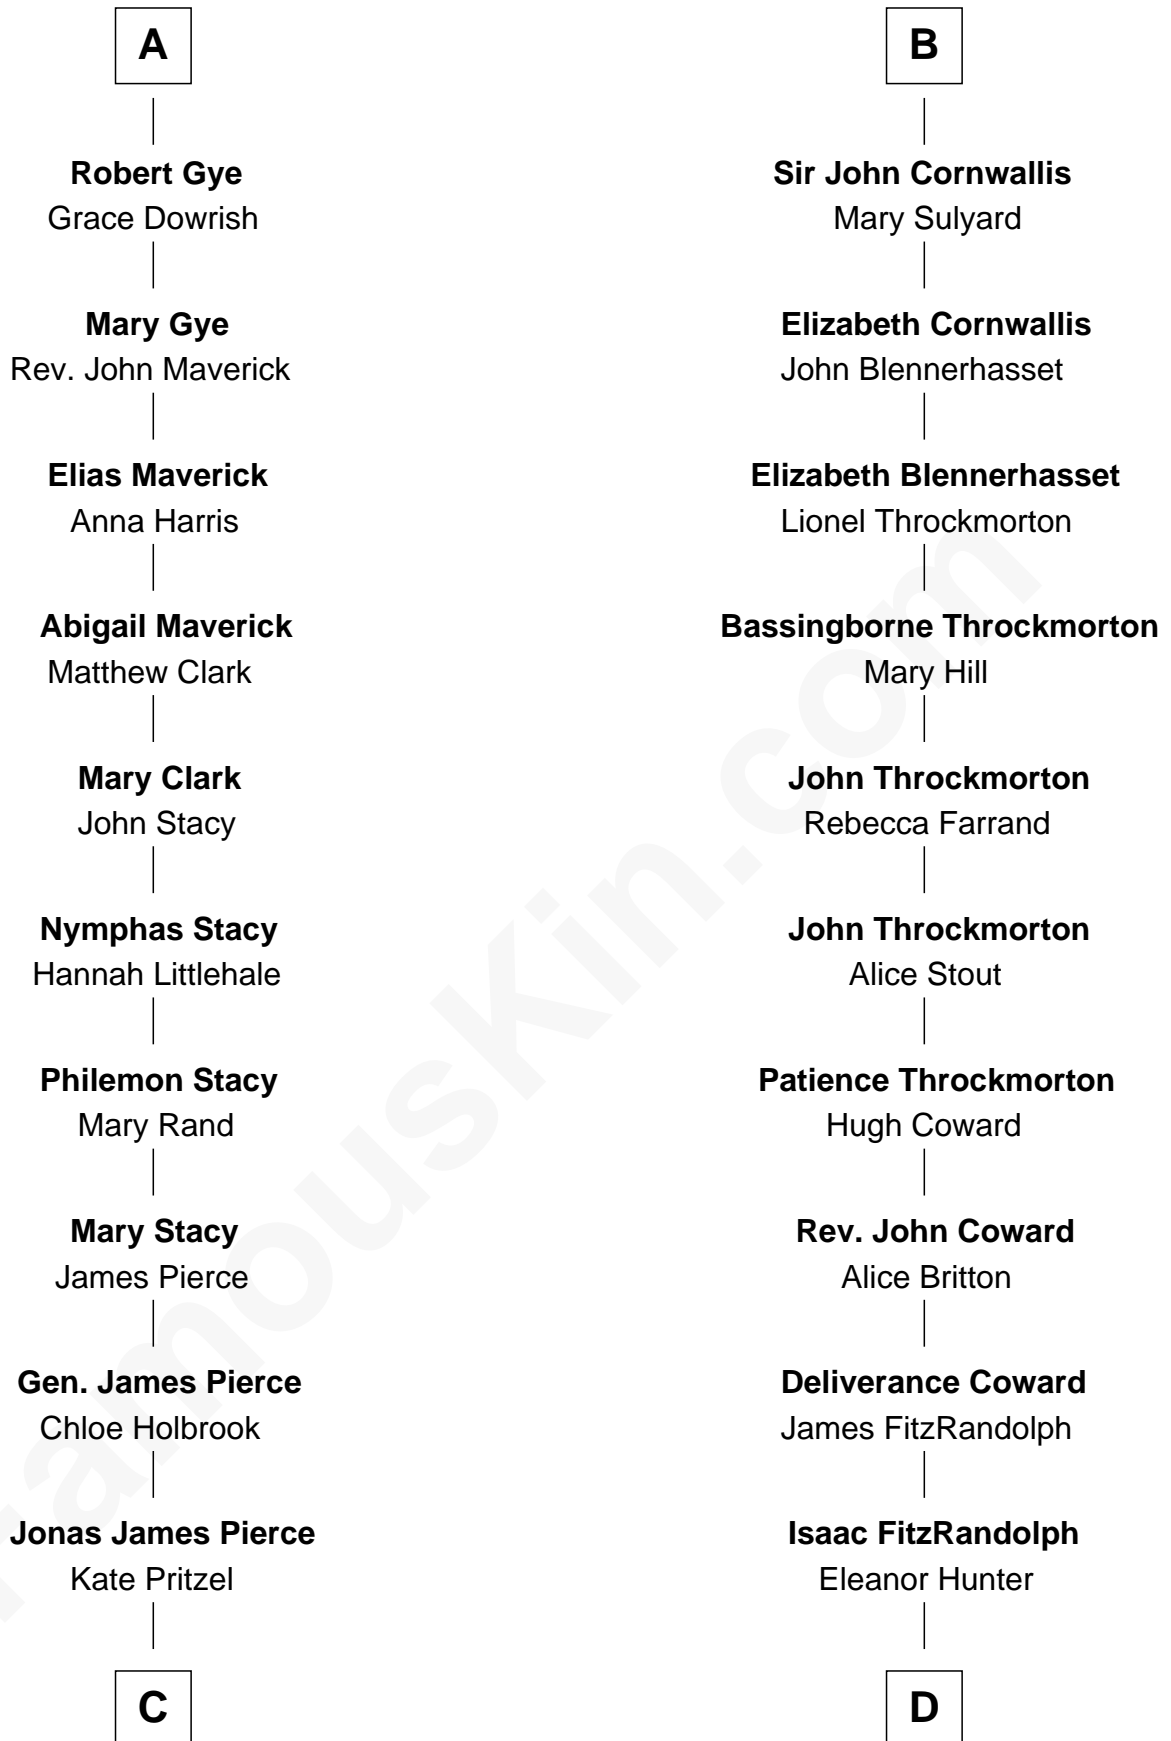 A
Robert Gye
Grace Dowrish
Mary Gye
Rev. John Maverick
Elias Maverick
Anna Harris
Abigail Maverick
Matthew Clark
Mary Clark
John Stacy
Nymphas Stacy
Hannah Littlehale
Philemon Stacy
Mary Rand
Mary Stacy
James Pierce
Gen. James Pierce
Chloe Holbrook
Jonas James Pierce
Kate Pritzel
C
B
Sir John Cornwallis
Mary Sulyard
Elizabeth Cornwallis
John Blennerhasset
Elizabeth Blennerhasset
Lionel Throckmorton
Bassingborne Throckmorton
Mary Hill
John Throckmorton
Rebecca Farrand
John Throckmorton
Alice Stout
Patience Throckmorton
Hugh Coward
Rev. John Coward
Alice Britton
Deliverance Coward
James FitzRandolph
Isaac FitzRandolph
Eleanor Hunter
D
FamousKin.com